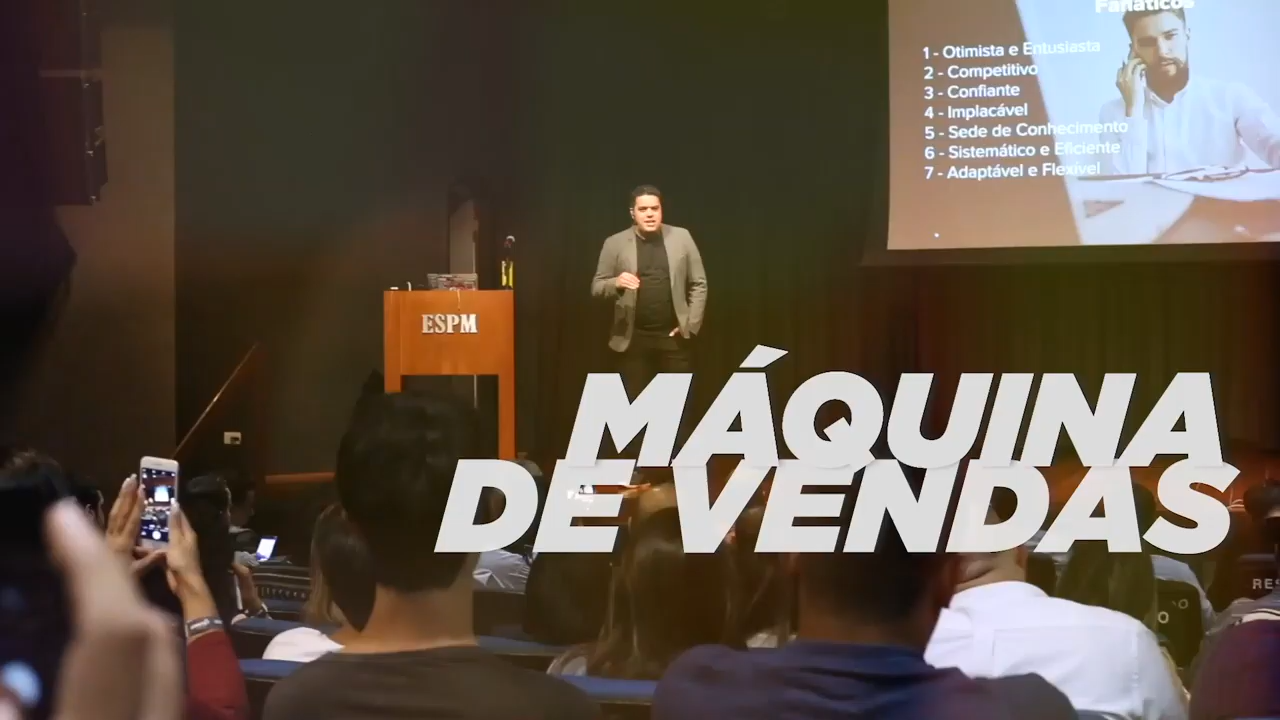 Fanáticos
1 - Otimista e Entusiasta
2 - Competitivo
3 - Confiante
4 - Implacável
5 - Sede de Conhecimento
6 - Sistemático e Eficiente
7 - Adaptável e Flexível
ESPM
MÁQUINA
DE VENDAS